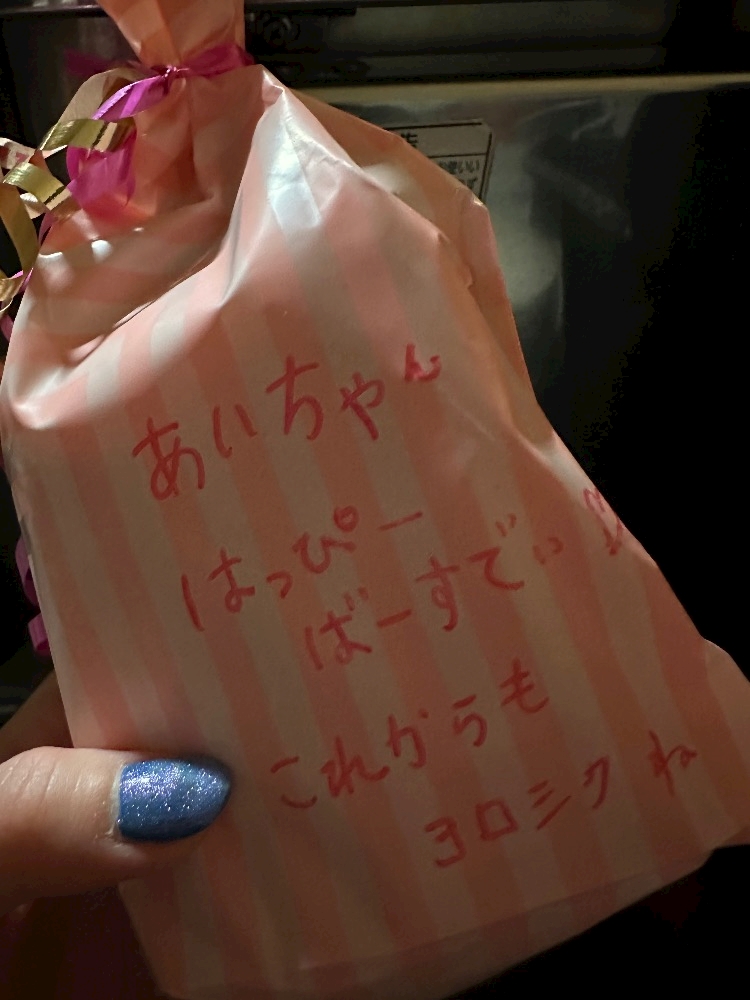 あいちゃん
はっぴー
ばーすでぃ!!
これからも
ヨロシクね